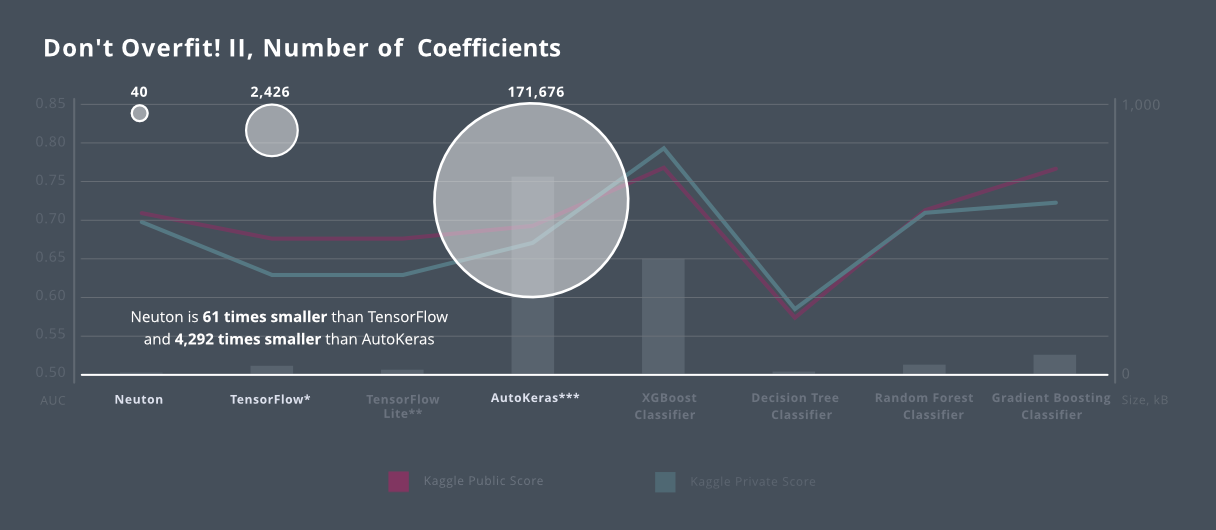 Don't Overfit! II, Number of Coefficients
40
2,426
171,676
0.85
0.80
0.75
0.70
0.65
0.60
0.55
0.50
AUC
1,000
0
Size, kB
Neuton is 61 times smaller than TensorFlow
and 4,292 times smaller than AutoKeras
Neuton
TensorFlow*
TensorFlow
Lite**
AutoKeras***
XGBoost
Classifier
Decision Tree
Classifier
Random Forest
Classifier
Gradient Boosting
Classifier
Kaggle Public Score
Kaggle Private Score